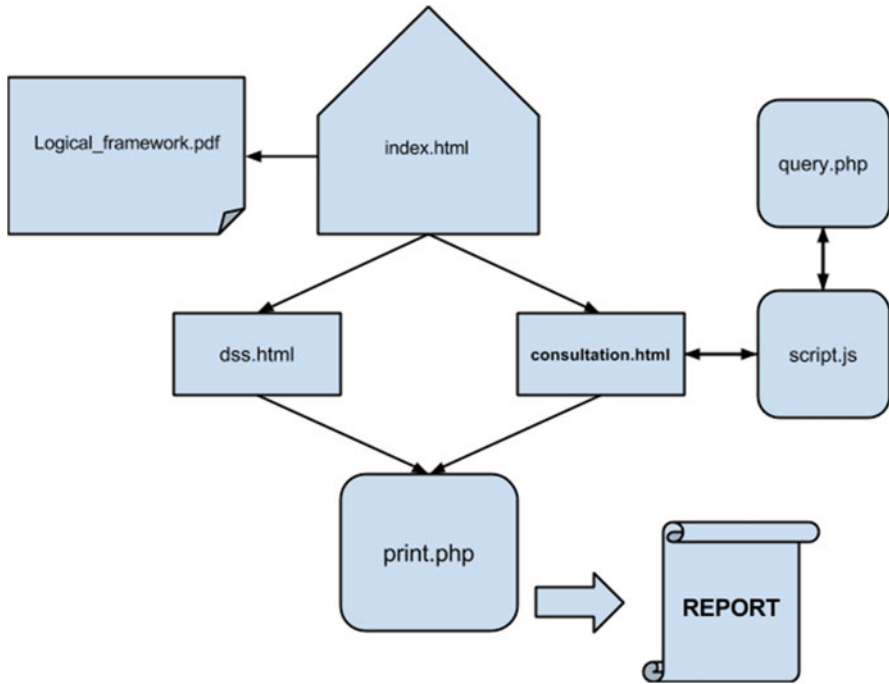 Logical_framework.pdf
index.html
query.php
dss.html
consultation.html
script.js
print.php
REPORT